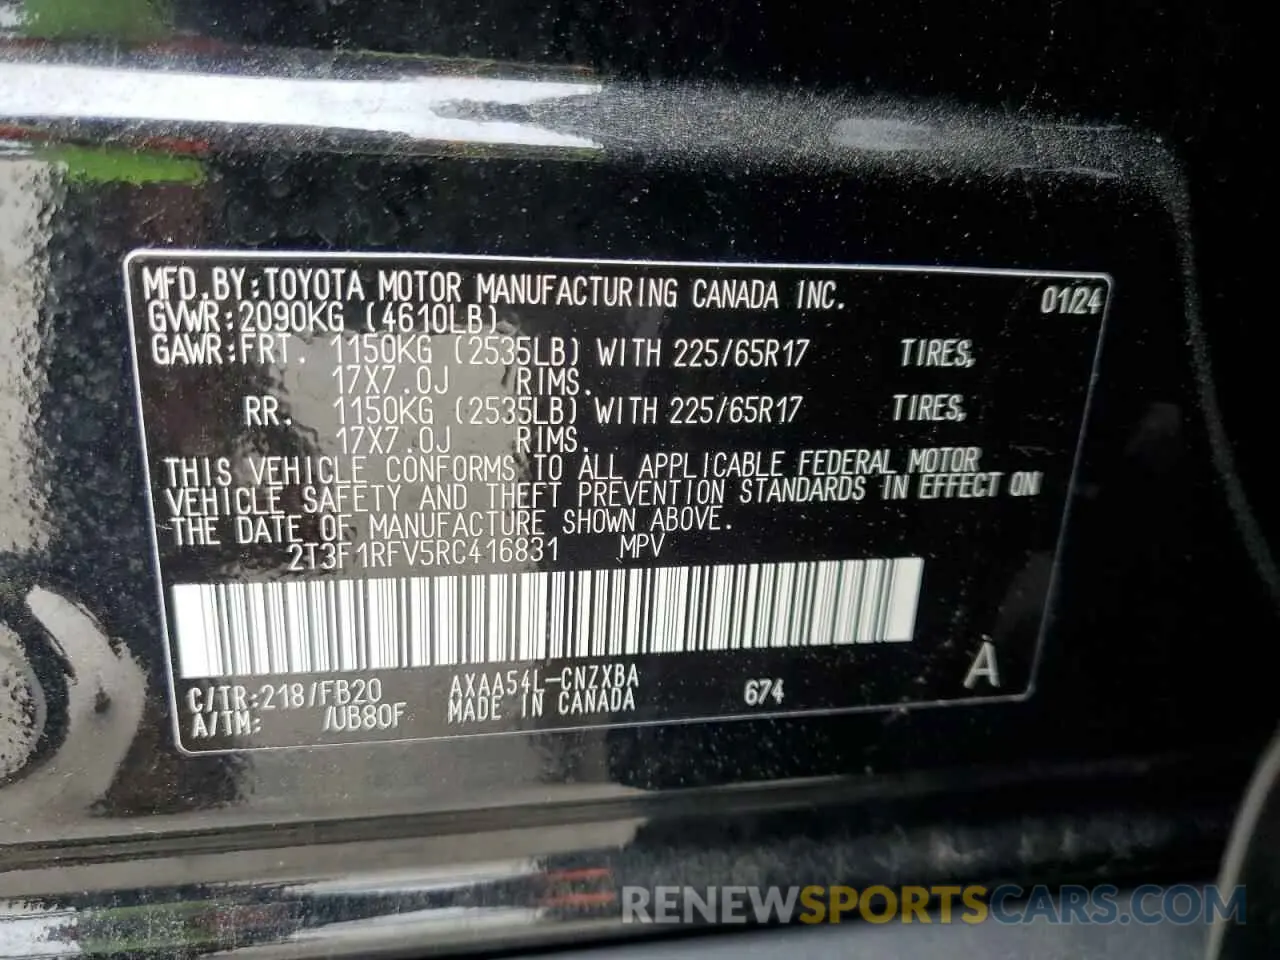 MFD.BY:TOYOTA MOTOR MANUFACTURING CANADA INC. 01/24
GVWR:2090KG (4610LB)
GAWR:FRT. 1150KG (2535LB) WITH 225/65R17 TIRES,
17X7.0J RIMS.
RR. 1150KG (2535LB) WITH 225/65R17 TIRES,
17X7.0J RIMS.
THIS VEHICLE CONFORMS TO ALL APPLICABLE FEDERAL MOTOR
VEHICLE SAFETY AND THEFT PREVENTION STANDARDS IN EFFECT ON
THE DATE OF MANUFACTURE SHOWN ABOVE.
2T3F1RFV5RC416831 MPV
C/TR:218/FB20 AXAA54L-CNZXBA 674 A
A/TM: /UB80F MADE IN CANADA
RENEWSPORTSCARS.COM